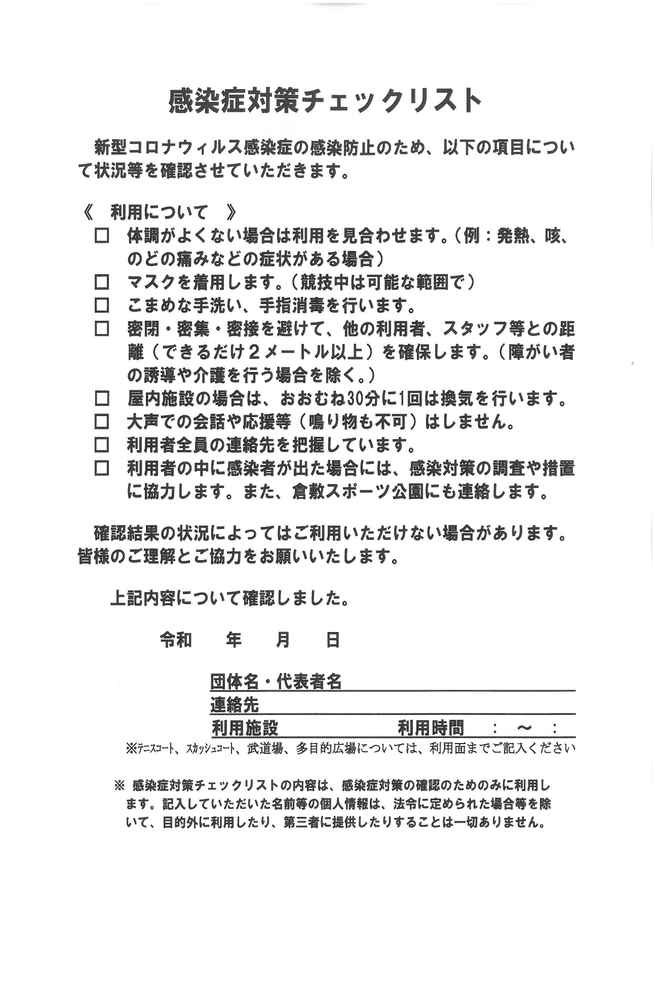 感染症対策チェックリスト
新型コロナウィルス感染症の感染防止のため、以下の項目につい
て状況等を確認させていただきます。
《　利用について　》
□　体調がよくない場合は利用を見合わせます。（例：発熱、咳、
のどの痛みなどの症状がある場合）
□　マスクを着用します。（競技中は可能な範囲で）
□　こまめな手洗い、手指消毒を行います。
□　密閉・密集・密接を避けて、他の利用者、スタッフ等との距
離（できるだけ２メートル以上）を確保します。（障がい者
の誘導や介護を行う場合を除く。）
□　屋内施設の場合は、おおむね30分に1回は換気を行います。
□　大声での会話や応援等（鳴り物も不可）はしません。
□　利用者全員の連絡先を把握しています。
□　利用者の中に感染者が出た場合には、感染対策の調査や措置
に協力します。また、倉敷スポーツ公園にも連絡します。
確認結果の状況によってはご利用いただけない場合があります。
皆様のご理解とご協力をお願いいたします。
上記内容について確認しました。
令和　　年　　月　　日
団体名・代表者名
連絡先
利用施設　　　　　　　利用時間　　：　～　：
※ﾃﾆｽｺｰﾄ、ｽｶｯｼｭｺｰﾄ、武道場、多目的広場については、利用面までご記入ください
※ 感染症対策チェックリストの内容は、感染症対策の確認のためのみに利用し
ます。記入していただいた名前等の個人情報は、法令に定められた場合等を除
いて、目的外に利用したり、第三者に提供したりすることは一切ありません。